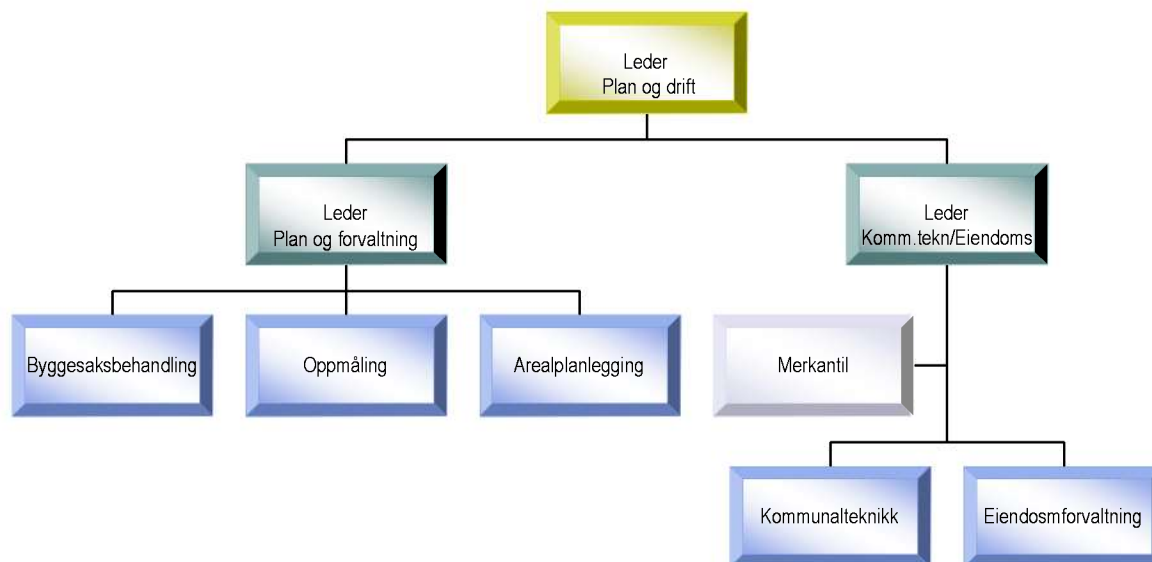 Leder
Plan og drift
Leder
Plan og forvaltning
Leder
Komm.tekn/Eiendoms
Byggesaksbehandling
Oppmåling
Arealplanlegging
Merkantil
Kommunalteknikk
Eiendosmforvaltning